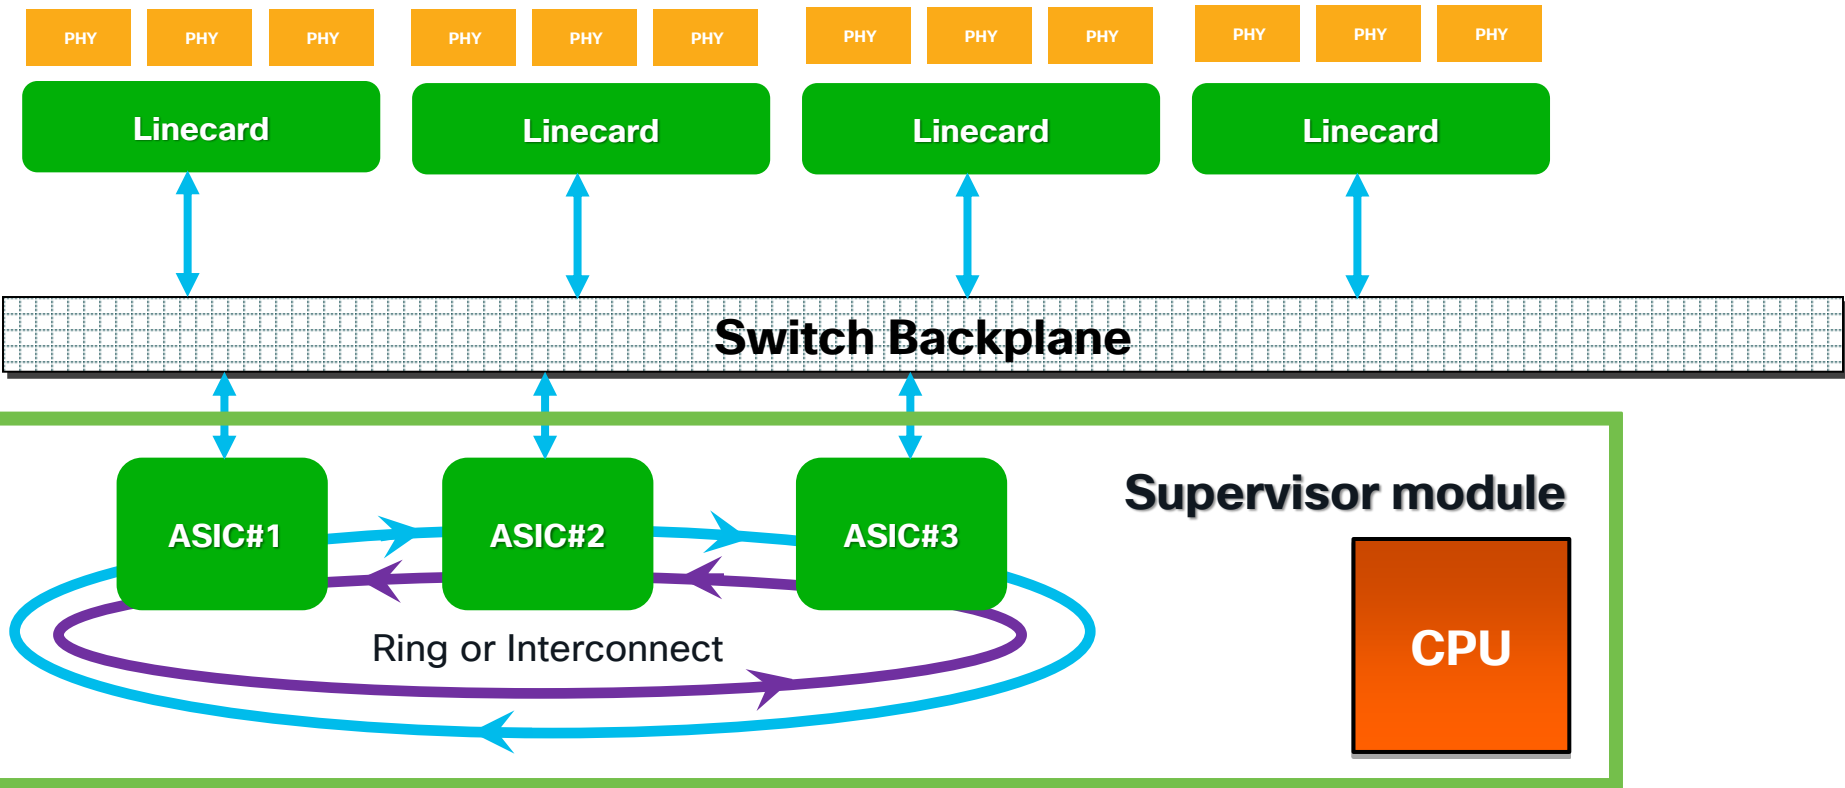 PHY PHY PHY PHY PHY PHY PHY PHY PHY PHY PHY PHY
Linecard Linecard Linecard Linecard
Switch Backplane
Supervisor module
ASIC#1 ASIC#2 ASIC#3
Ring or Interconnect
CPU